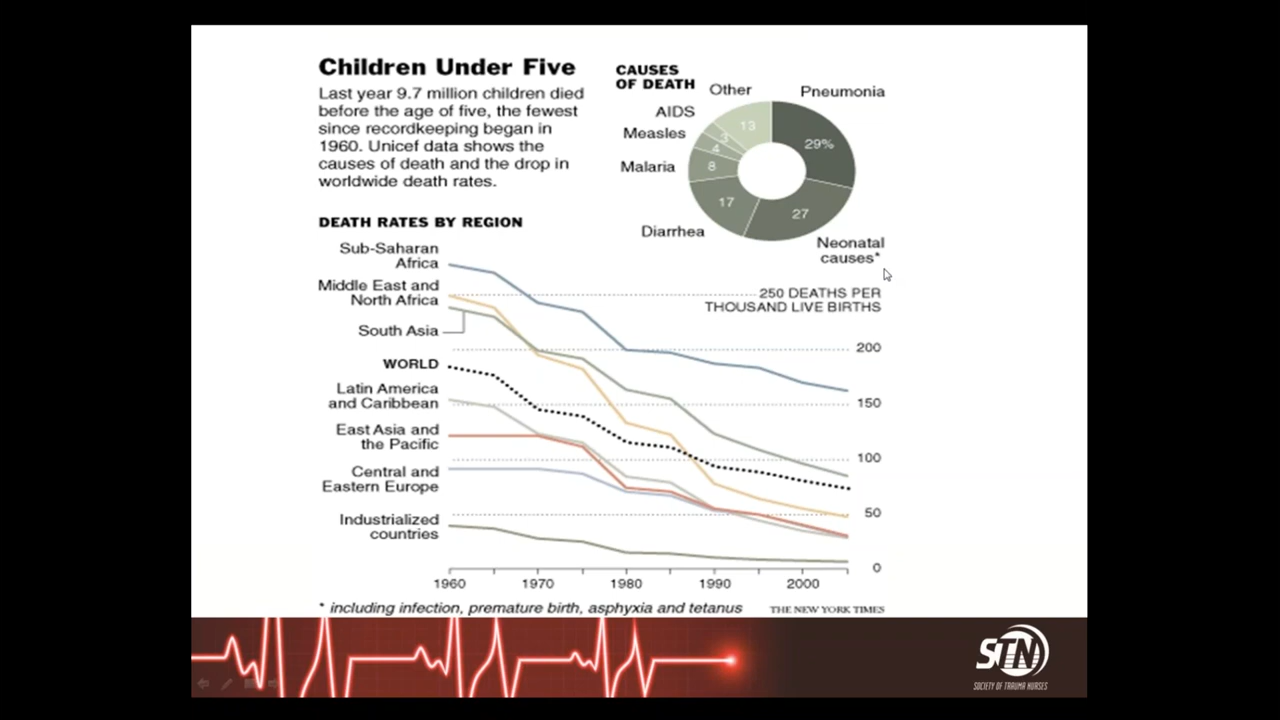 Children Under Five
Last year 9.7 million children died
before the age of five, the fewest
since recordkeeping began in
1960. Unicef data shows the
causes of death and the drop in
worldwide death rates.
CAUSES
OF DEATH
Other
Pneumonia
AIDS
Measles
Malaria
Diarrhea
Neonatal
causes*
13
29%
3
4
8
17
27
DEATH RATES BY REGION
Sub-Saharan
Africa
Middle East and
North Africa
South Asia
WORLD
Latin America
and Caribbean
East Asia and
the Pacific
Central and
Eastern Europe
Industrialized
countries
250 DEATHS PER
THOUSAND LIVE BIRTHS
200
150
100
50
0
1960
1970
1980
1990
2000
* including infection, premature birth, asphyxia and tetanus
THE NEW YORK TIMES
STN
SOCIETY OF TRAUMA NURSES